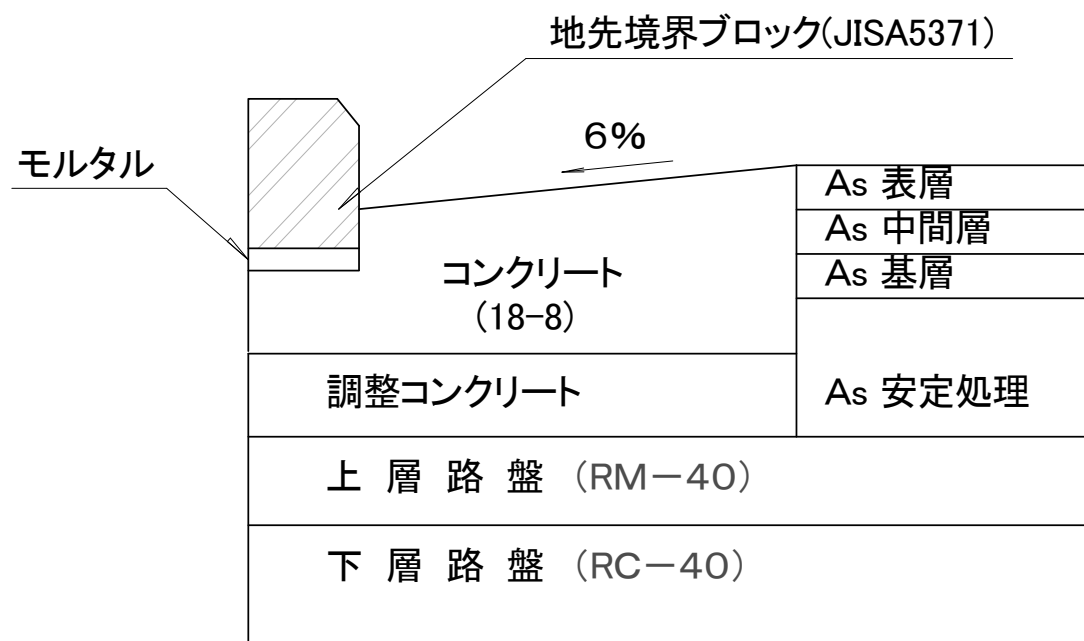 地先境界ブロック(JISA5371)
6%
モルタル
As 表層
As 中間層
As 基層
コンクリート
(18-8)
調整コンクリート
As 安定処理
上 層 路 盤 (RM－40)
下 層 路 盤 (RC－40)